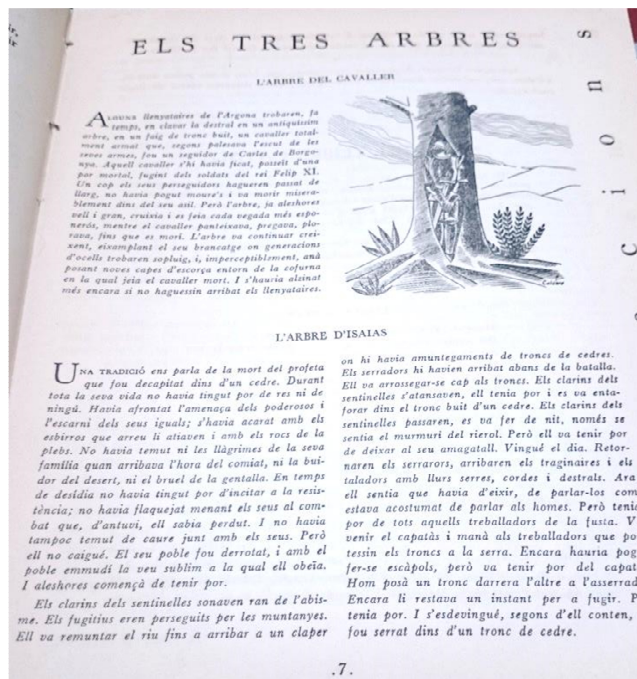 ELS TRES ARBRES
L'ARBRE DEL CAVALLER
ALGUNS llenyataires de l'Argona trobaren, fa
temps, en clavar la destral en un antiquíssim
arbre, en un faig de tronc buit, un cavaller total-
ment armat que, segons palesava l'escut de les
seves armes, fou un seguidor de Carles de Borgo-
nya. Aquell cavaller s'hi havia ficat, posseït d'una
por mortal, fugint dels soldats del rei Felip XI.
Un cop els seus perseguidors hagueren passat de
llarg, no havia pogut moure's i va morir misera-
blement dins del seu asil. Però l'arbre, ja aleshores
vell i gran, cruixia i es feia cada vegada més espo-
nerós, mentre el cavaller panteixava, pregava, plo-
rava, fins que es morí. L'arbre va continuar crei-
xent, eixamplant el seu brancatge on generacions
d'ocells trobaren sopluig, i, imperceptiblement, anà
posant noves capes d'escorça entorn de la cofurna
en la qual jeia el cavaller mort. I s'hauria alsinat
més encara si no haguessin arribat els llenyataires.
L'ARBRE D'ISAIAS
UNA TRADICIÓ ens parla de la mort del profeta
que fou decapitat dins d'un cedre. Durant
tota la seva vida no havia tingut por de res ni de
ningú. Havia afrontat l'amenaça dels poderosos i
l'escarni dels seus iguals; s'havia acarat amb els
esbirros que arreu li atiaven i amb els rocs de la
plebs. No havia temut ni les llàgrimes de la seva
família quan arribava l'hora del comiat, ni la bui-
dor del desert, ni el bruel de la gentalla. En temps
de desídia no havia tingut por d'incitar a la resis-
tència; no havia flaquejat menant els seus al com-
bat que, d'antuvi, ell sabia perdut. I no havia
tampoc temut de caure junt amb els seus. Però
ell no caigué. El seu poble fou derrotat, i amb el
poble emmudí la veu sublim a la qual ell obeïa.
I aleshores començà de tenir por.
Els clarins dels sentinelles sonaven ran de l'abis-
me. Els fugitius eren perseguits per les muntanyes.
Ell va remuntar el riu fins a arribar a un claper
on hi havia amuntegaments de troncs de cedres.
Els serradors hi havien arribat abans de la batalla.
Ell va arrossegar-se cap als troncs. Els clarins dels
sentinelles s'atansaven, ell tenia por i es va enta-
forar dins el tronc buit d'un cedre. Els clarins dels
sentinelles passaren, es va fer de nit, només se
sentia el murmuri del rierol. Però ell va tenir por
de deixar al seu amagatall. Vingué el dia. Retor-
naren els serrarors, arribaren els traginaires i els
taladors amb llurs serres, cordes i destrals. Ara
ell sentia que havia d'eixir, de parlar-los com
estava acostumat de parlar als homes. Però tenia
por de tots aquells treballadors de la fusta. V
venir el capatàs i manà als treballadors que po
tessin els troncs a la serra. Encara hauria pog
fer-se escàpols, però va tenir por del capat
Hom posà un tronc darrera l'altre a l'asserrad
Encara li restava un instant per a fugir. P
tenia por. I s'esdevingué, segons d'ell conten,
fou serrat dins d'un tronc de cedre.
.7.